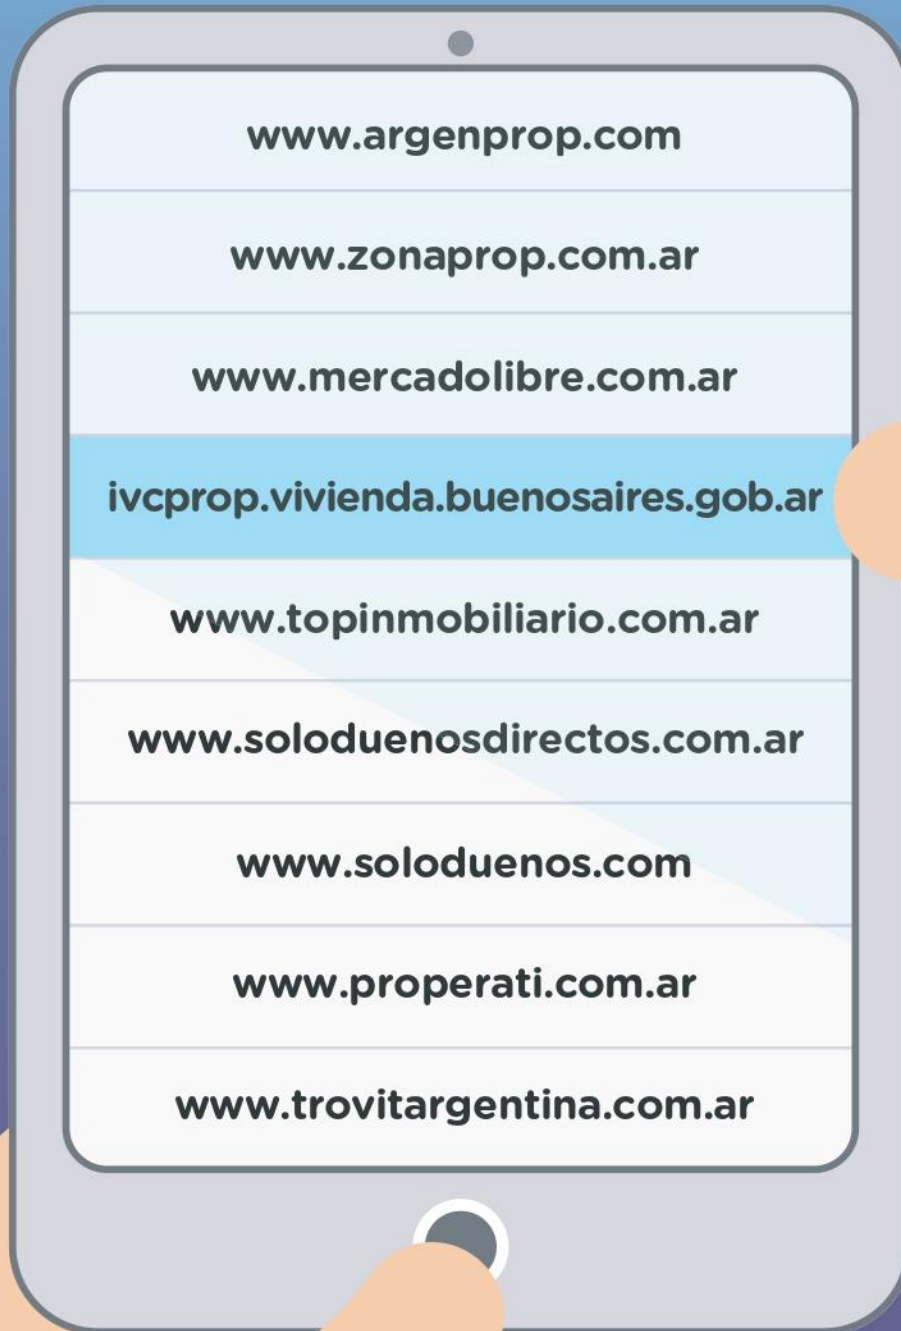 www.argenprop.com
www.zonaprop.com.ar
www.mercadolibre.com.ar
ivcprop.vivienda.buenosaires.gob.ar
www.topinmobiliario.com.ar
www.soloduenosdirectos.com.ar
www.soloduenos.com
www.properati.com.ar
www.trovitargentina.com.ar